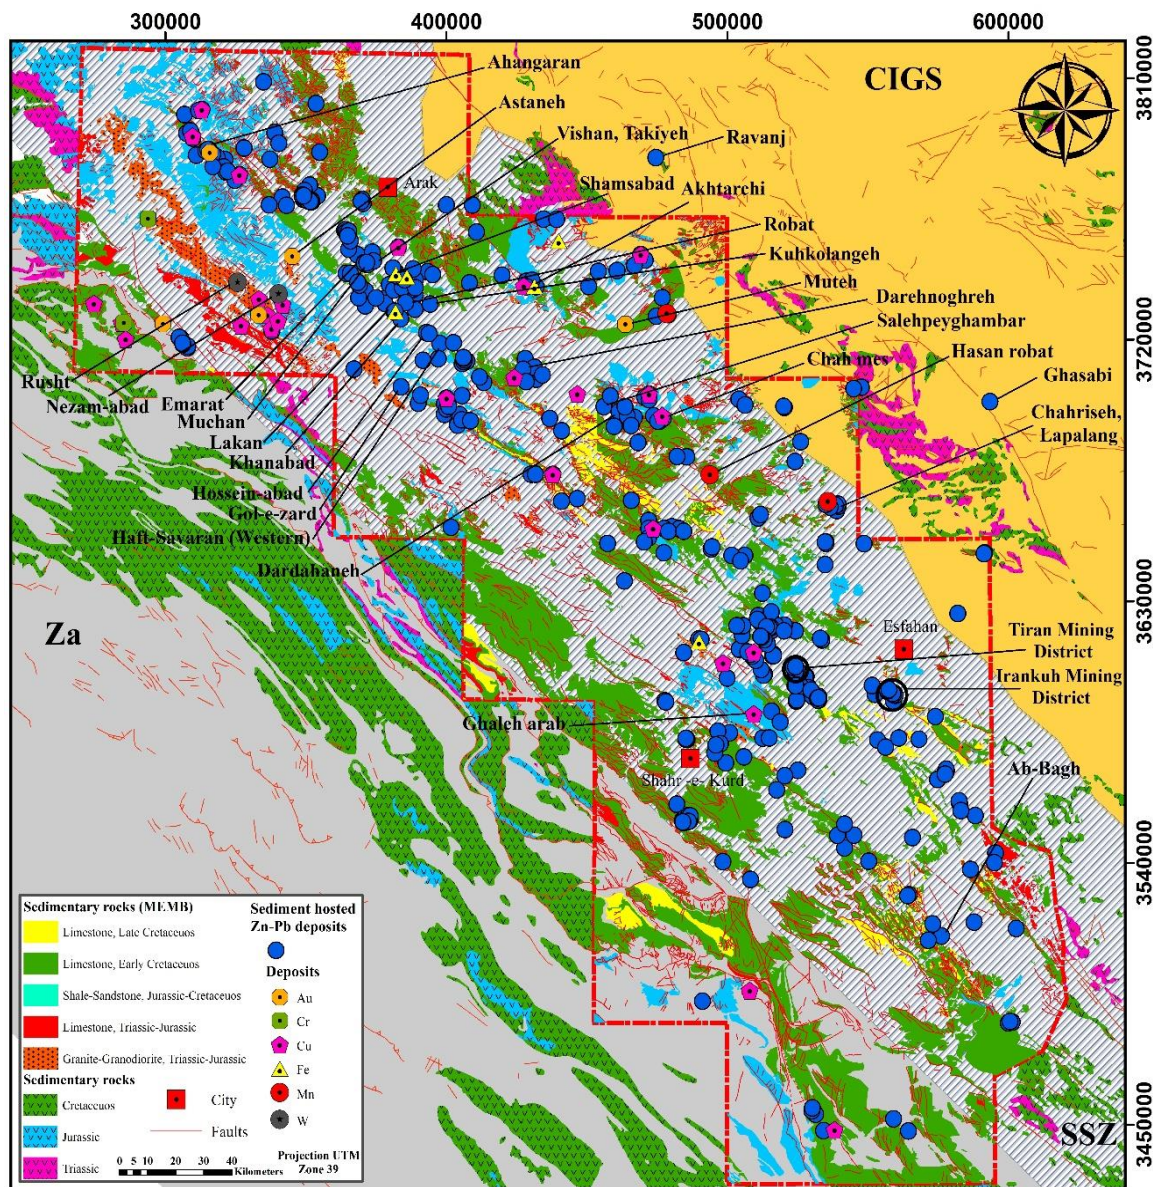 300000
400000
500000
600000
3810000
3720000
3630000
3540000
3450000
CIGS
Ahangaran
Astaneh
Vishan, Takiyeh
Ravanj
Shamsabad
Akhtarchi
Arak
Robat
Kuhkolangeh
Muteh
Darehnoghreh
Salehpeyghambar
Chah mes
Hasan robat
Ghasabi
Chahriseh,
Lapalang
Rusht
Nezam-abad
Emarat
Muchan
Lakan
Khanabad
Hossein-abad
Gol-e-zard
Haft-Savaran (Western)
Dardahaneh
Za
Esfahan
Tiran Mining
District
Irankuh Mining
District
Ghaleh arab
Shahr -e- Kurd
Ab-Bagh
SSZ
Sedimentary rocks (MEMB)
Limestone, Late Cretaceuos
Limestone, Early Cretaceuos
Shale-Sandstone, Jurassic-Cretaceuos
Limestone, Triassic-Jurassic
Granite-Granodiorite, Triassic-Jurassic
Sedimentary rocks
Cretaceuos
Jurassic
Triassic
City
Faults
0 5 10 20 30 40
Kilometers
Sediment hosted
Zn-Pb deposits
Deposits
Au
Cr
Cu
Fe
Mn
W
Projection UTM
Zone 39